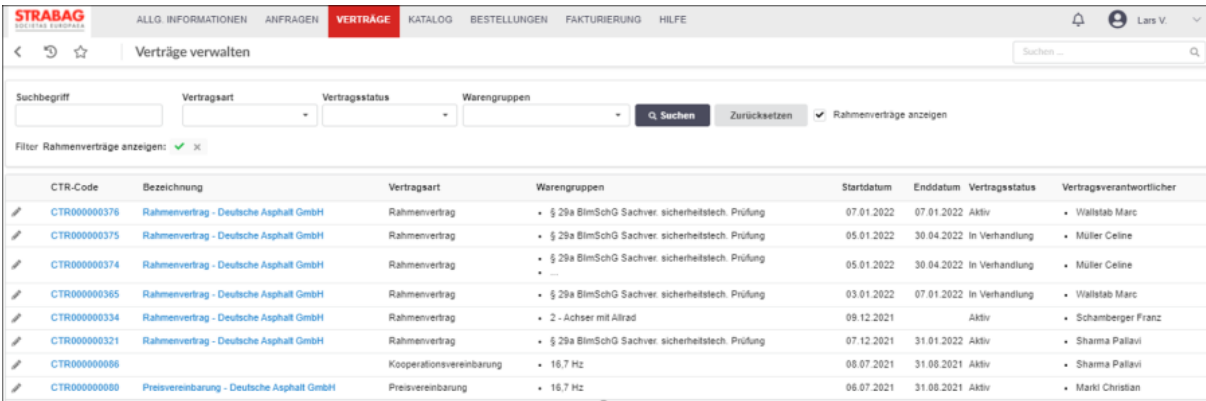 STRABAG
SOCIETAS EUROPAEA
ALLG. INFORMATIONEN ANFRAGEN VERTRÄGE KATALOG BESTELLUNGEN FAKTURIERUNG HILFE Lars V.
Verträge verwalten Suchen ...
Suchbegriff Vertragsart Vertragsstatus Warengruppen
Suchen Zurücksetzen Rahmenverträge anzeigen
Filter Rahmenverträge anzeigen:
CTR-Code Bezeichnung Vertragsart Warengruppen Startdatum Enddatum Vertragsstatus Vertragsverantwortlicher
CTR000000376 Rahmenvertrag - Deutsche Asphalt GmbH Rahmenvertrag • § 29a BImSchG Sachver. sicherheitstech. Prüfung 07.01.2022 07.01.2022 Aktiv • Wallstab Marc
CTR000000375 Rahmenvertrag - Deutsche Asphalt GmbH Rahmenvertrag • § 29a BImSchG Sachver. sicherheitstech. Prüfung 05.01.2022 30.04.2022 In Verhandlung • Müller Celine
CTR000000374 Rahmenvertrag - Deutsche Asphalt GmbH Rahmenvertrag • § 29a BImSchG Sachver. sicherheitstech. Prüfung 05.01.2022 30.04.2022 In Verhandlung • Müller Celine
• ...
CTR000000365 Rahmenvertrag - Deutsche Asphalt GmbH Rahmenvertrag • § 29a BImSchG Sachver. sicherheitstech. Prüfung 03.01.2022 07.01.2022 In Verhandlung • Wallstab Marc
CTR000000334 Rahmenvertrag - Deutsche Asphalt GmbH Rahmenvertrag • 2 - Achser mit Allrad 09.12.2021 Aktiv • Schamberger Franz
CTR000000321 Rahmenvertrag - Deutsche Asphalt GmbH Rahmenvertrag • § 29a BImSchG Sachver. sicherheitstech. Prüfung 07.12.2021 31.01.2022 Aktiv • Sharma Pallavi
CTR000000086 Kooperationsvereinbarung • 16,7 Hz 08.07.2021 31.08.2021 Aktiv • Sharma Pallavi
CTR000000080 Preisvereinbarung - Deutsche Asphalt GmbH Preisvereinbarung • 16,7 Hz 06.07.2021 31.08.2021 Aktiv • Markl Christian